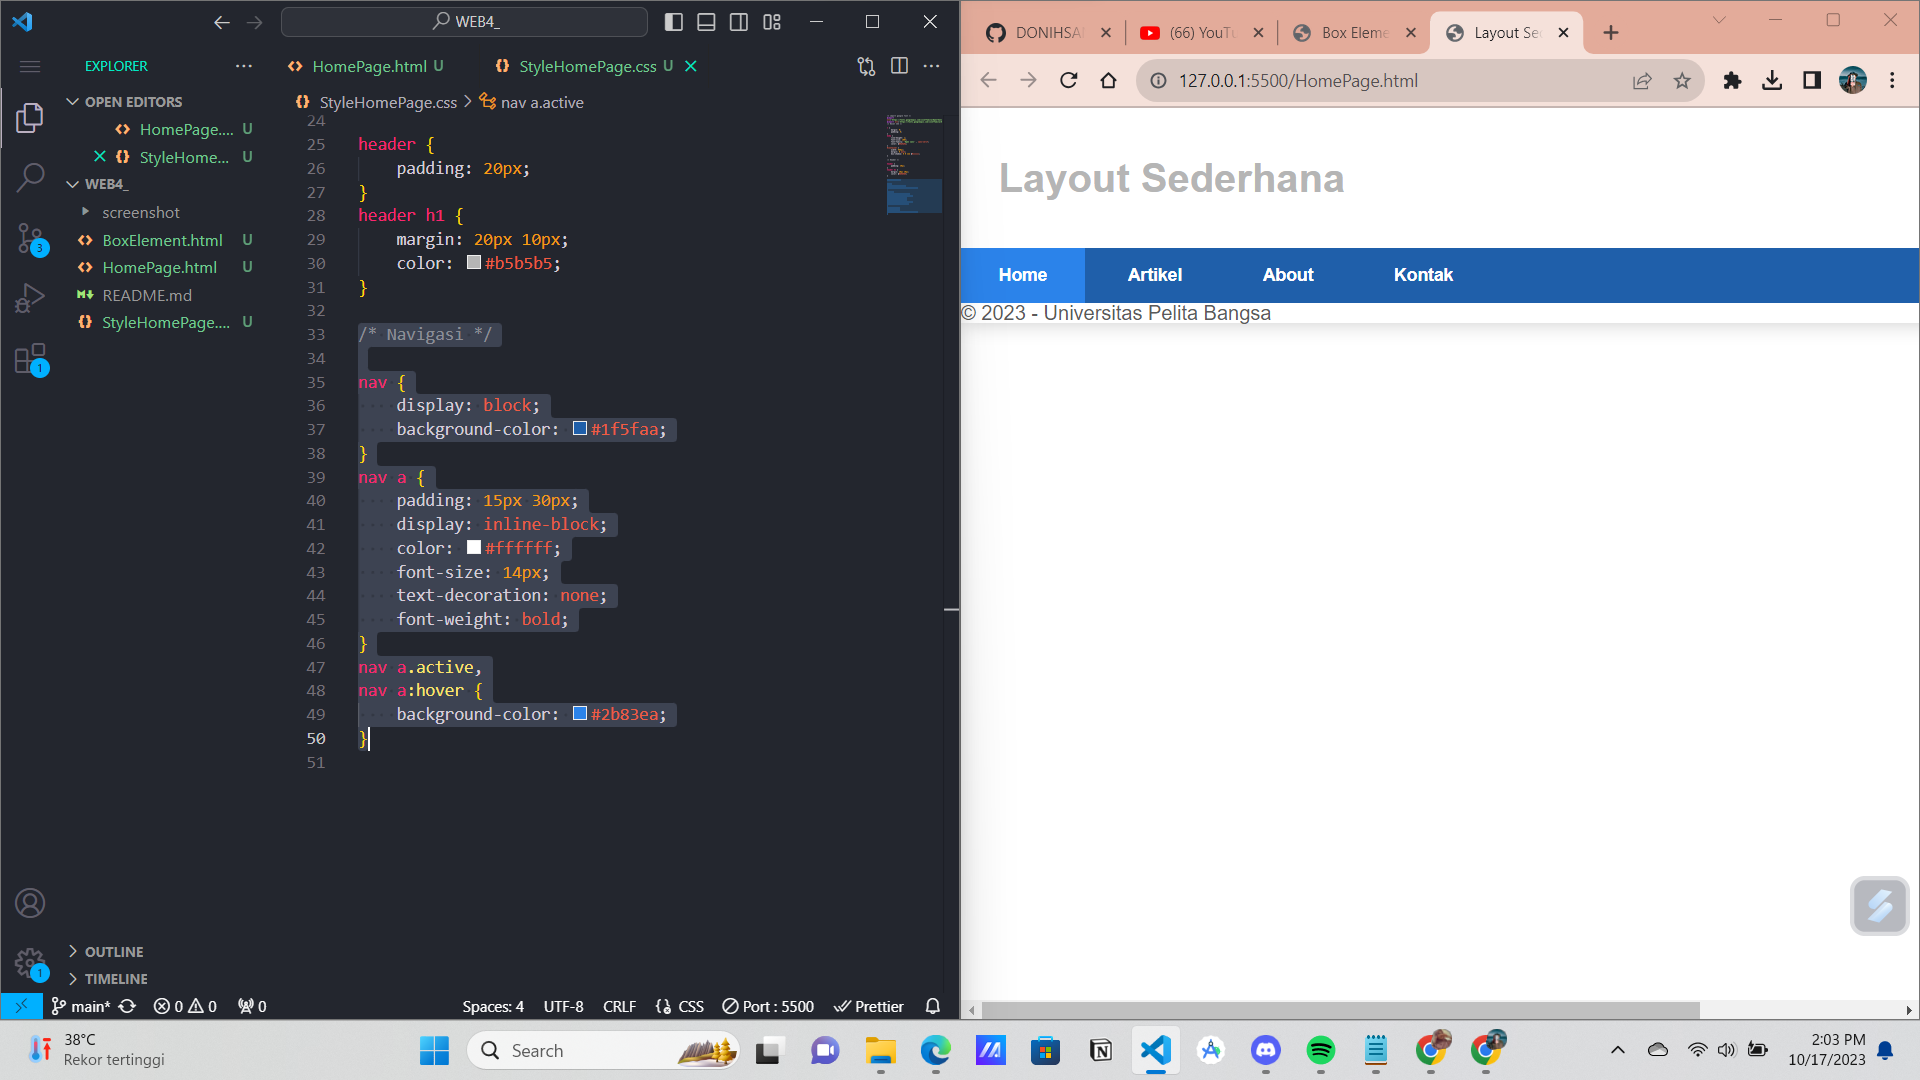 WEB4_
EXPLORER
OPEN EDITORS
HomePage.... U
StyleHome... U
WEB4_
screenshot
BoxElement.html U
HomePage.html U
README.md
StyleHomePage.... U
OUTLINE
TIMELINE
3
1
1
HomePage.html U
StyleHomePage.css U
StyleHomePage.css > nav a.active
24
25 header {
26 padding: 20px;
27 }
28 header h1 {
29 margin: 20px 10px;
30 color: #b5b5b5;
31 }
32
33 /* Navigasi */
34
35 nav {
36 display: block;
37 background-color: #1f5faa;
38 }
39 nav a {
40 padding: 15px 30px;
41 display: inline-block;
42 color: #ffffff;
43 font-size: 14px;
44 text-decoration: none;
45 font-weight: bold;
46 }
47 nav a.active,
48 nav a:hover {
49 background-color: #2b83ea;
50 }
51
main* 0 0 0
Spaces: 4 UTF-8 CRLF CSS Port : 5500 Prettier
DONIHSA
(66) YouTu
Box Eleme
Layout Se
127.0.0.1:5500/HomePage.html
Layout Sederhana
Home Artikel About Kontak
© 2023 - Universitas Pelita Bangsa
38°C
Rekor tertinggi
Search
2:03 PM
10/17/2023